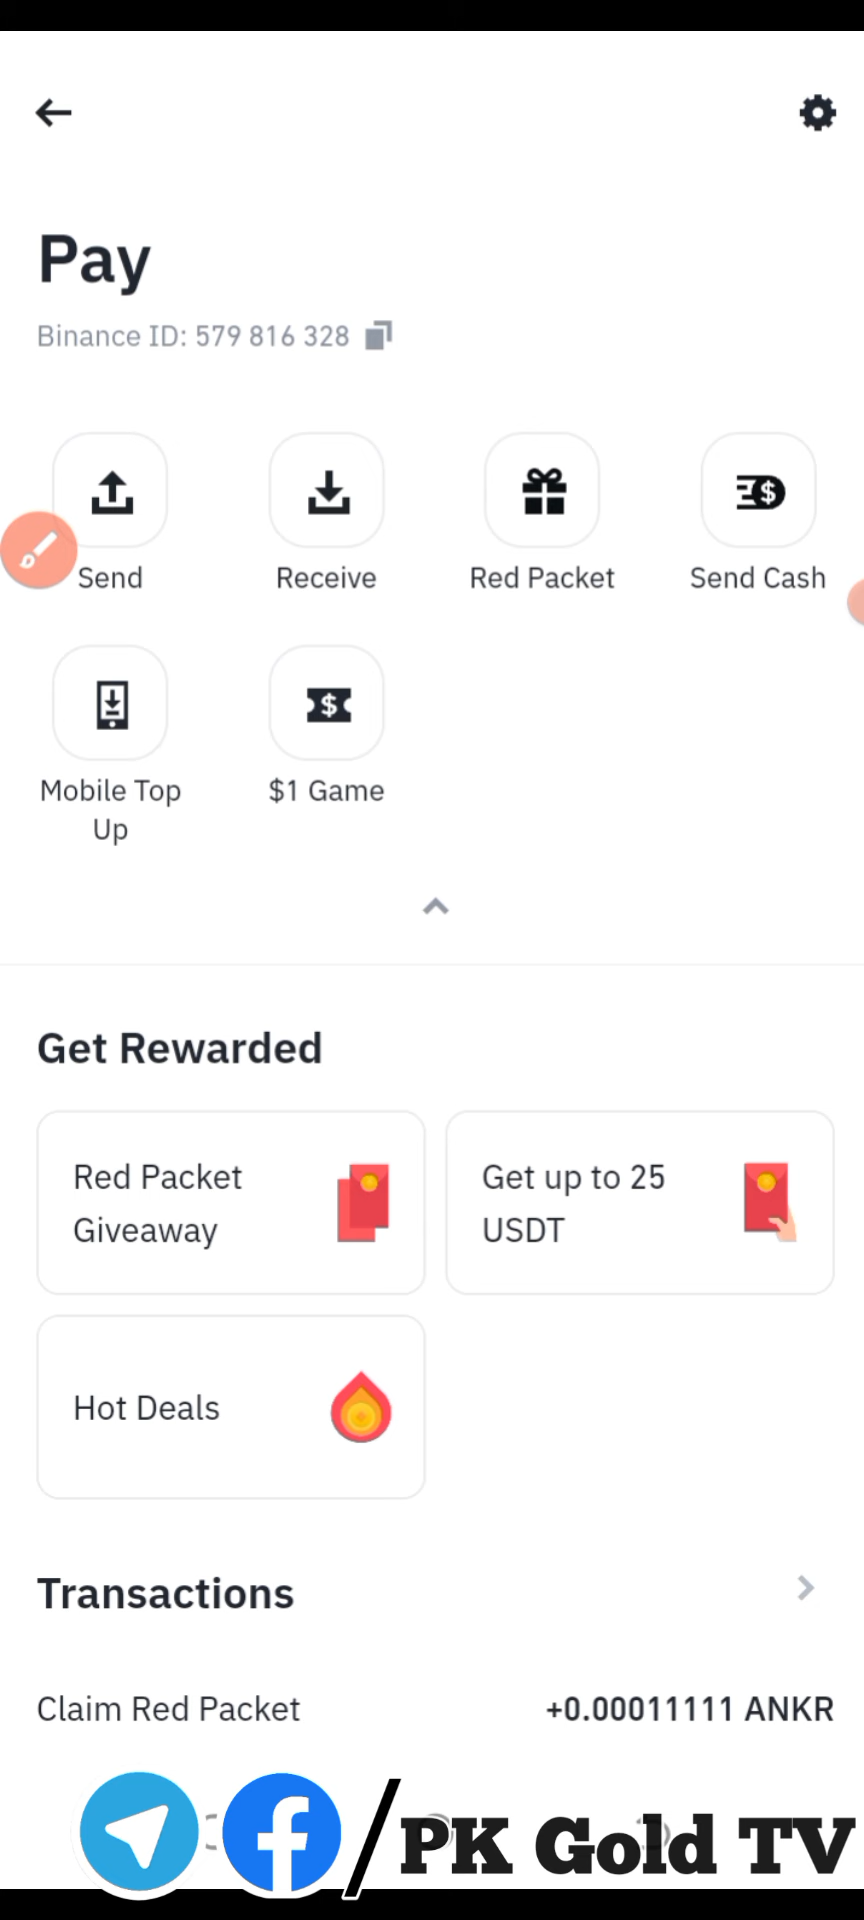 Pay
Binance ID: 579 816 328
Send
Receive
Red Packet
Send Cash
Mobile Top
Up
$1 Game
Get Rewarded
Red Packet
Giveaway
Get up to 25
USDT
Hot Deals
Transactions
Claim Red Packet
+0.00011111 ANKR
/PK Gold TV